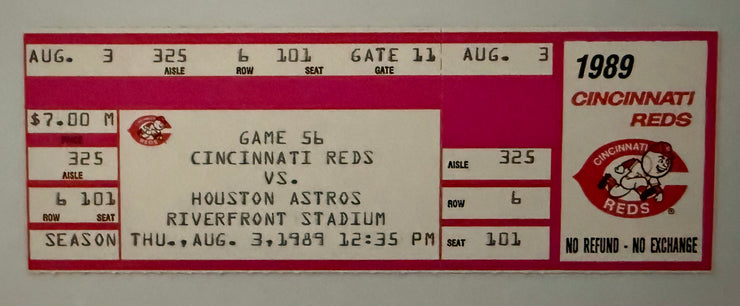 AUG. 3 325 6 101 GATE 11 AUG. 3
AISLE ROW SEAT GATE
$7.00 M
PRICE
325
AISLE
6 101
ROW SEAT
SEASON
REDS
GAME 56
CINCINNATI REDS
VS.
HOUSTON ASTROS
RIVERFRONT STADIUM
THU.,AUG. 3,1989 12:35 PM
AISLE 325
ROW 6
SEAT 101
1989
CINCINNATI
REDS
CINCINNATI
REDS
®
NO REFUND - NO EXCHANGE